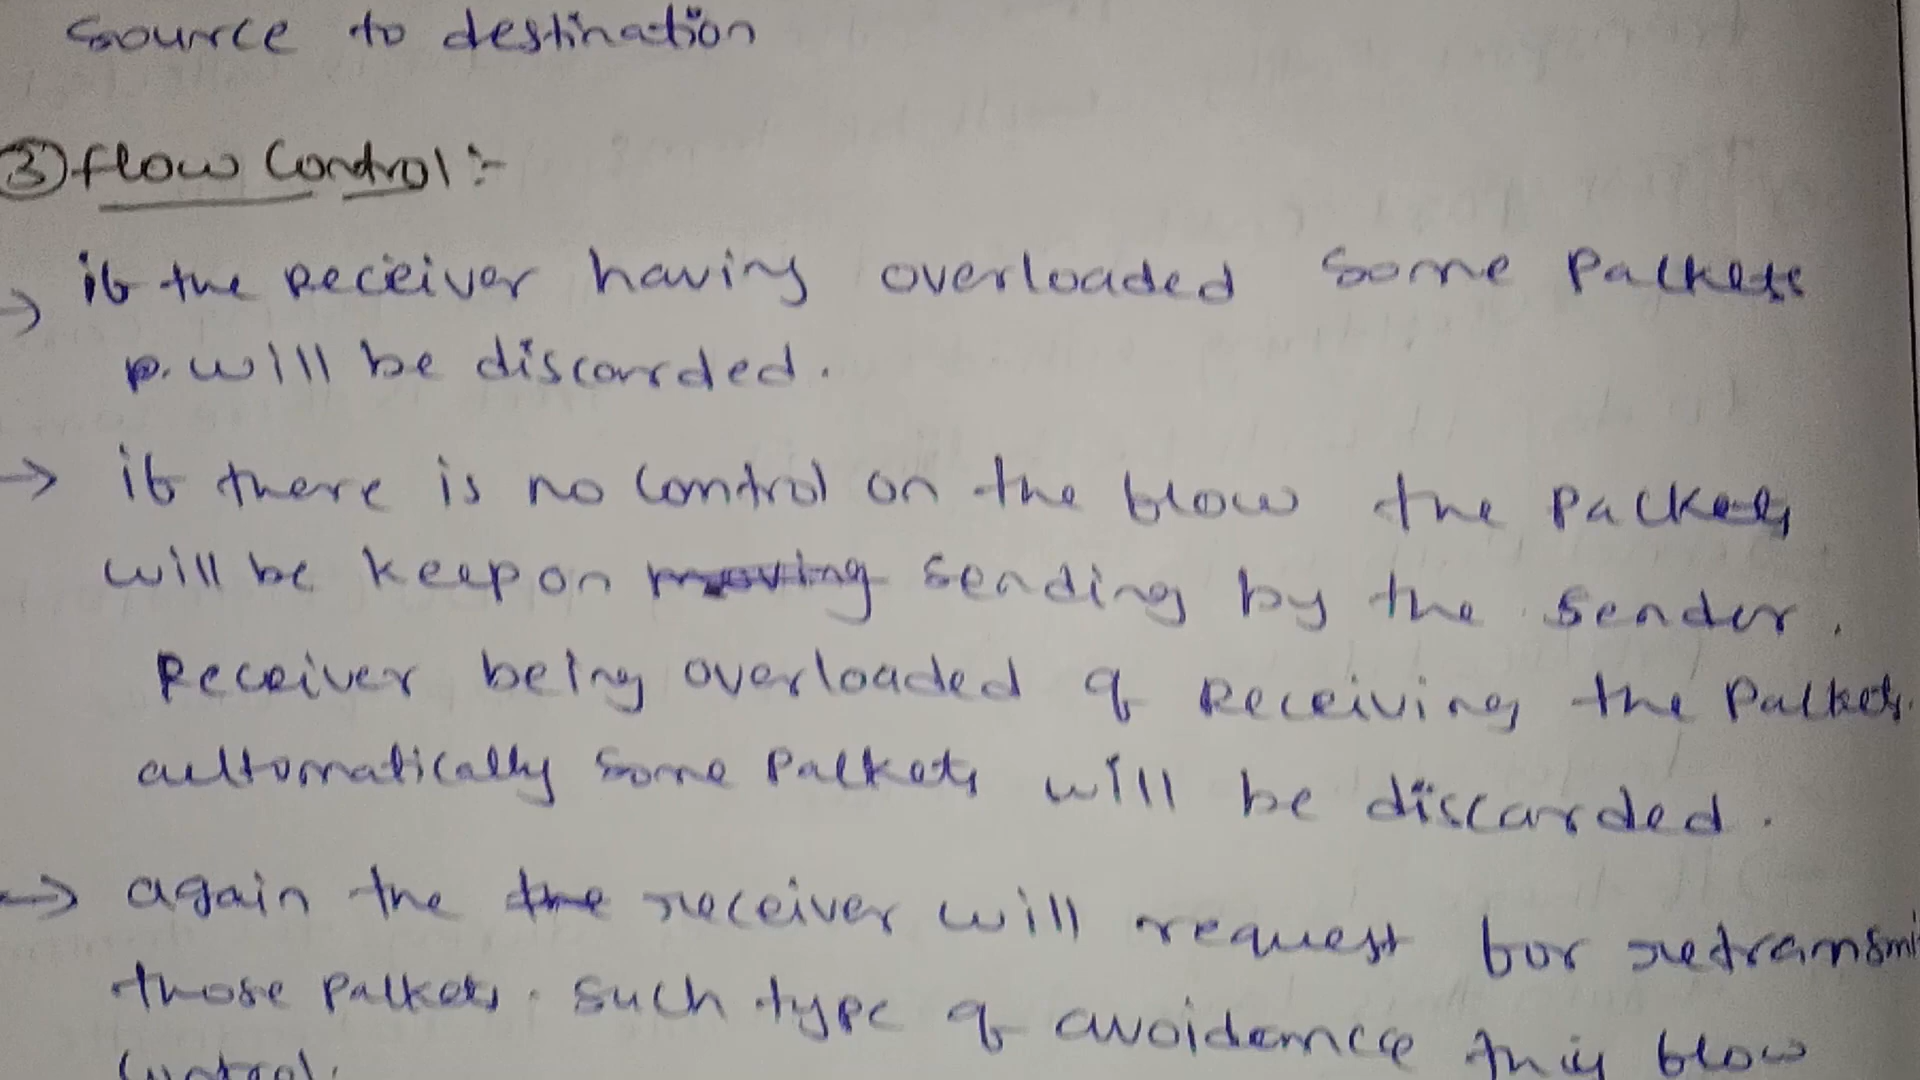 source to destination
③ flow Control :-
→ if the receiver having overloaded some Packets
will be discarded.
→ if there is no control on the flow the Packets
will be keep on moving sending by the sender.
Receiver being overloaded of Receiving the Packets.
automatically some Packets will be discarded.
→ again the the receiver will request for retransmi
those Packets. such type of avoidence this flow
Control.